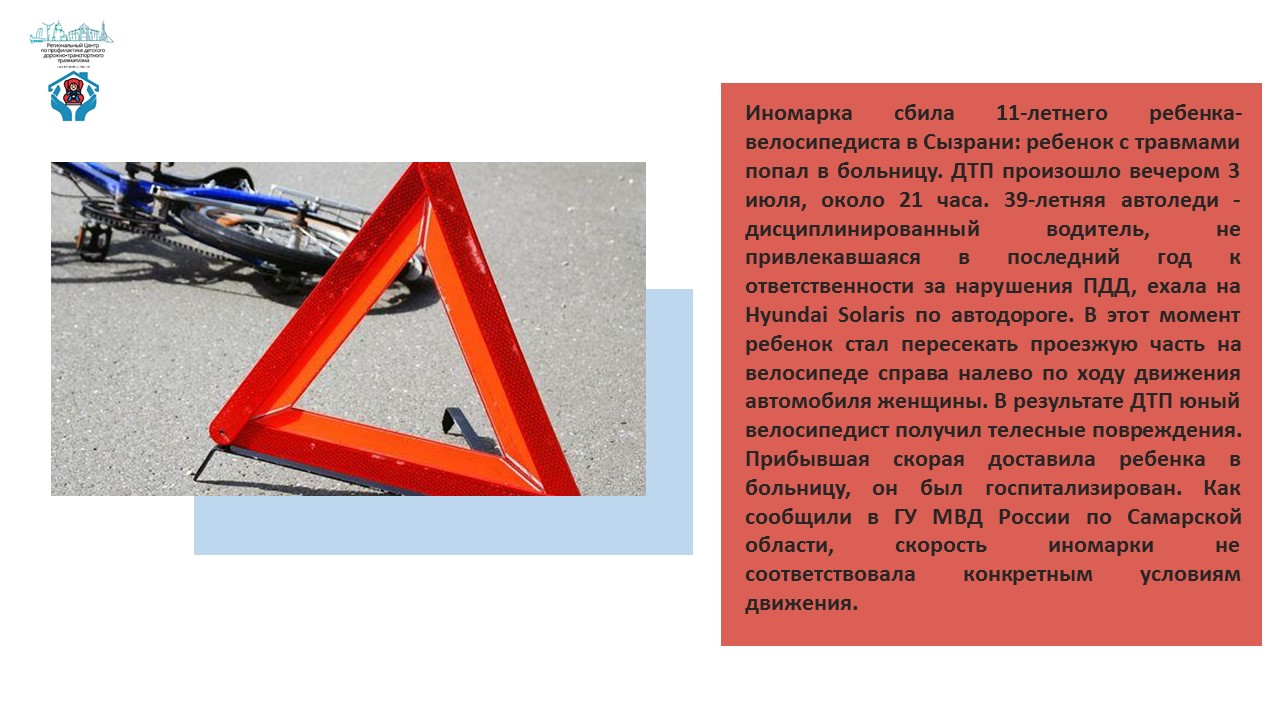 Региональный Центр
по профилактике детского
дорожно-транспортного
травматизма
Иномарка сбила 11-летнего ребенка-
велосипедиста в Сызрани: ребенок с травмами
попал в больницу. ДТП произошло вечером 3
июля, около 21 часа. 39-летняя автоледи -
дисциплинированный водитель, не
привлекавшаяся в последний год к
ответственности за нарушения ПДД, ехала на
Hyundai Solaris по автодороге. В этот момент
ребенок стал пересекать проезжую часть на
велосипеде справа налево по ходу движения
автомобиля женщины. В результате ДТП юный
велосипедист получил телесные повреждения.
Прибывшая скорая доставила ребенка в
больницу, он был госпитализирован. Как
сообщили в ГУ МВД России по Самарской
области, скорость иномарки не
соответствовала конкретным условиям
движения.